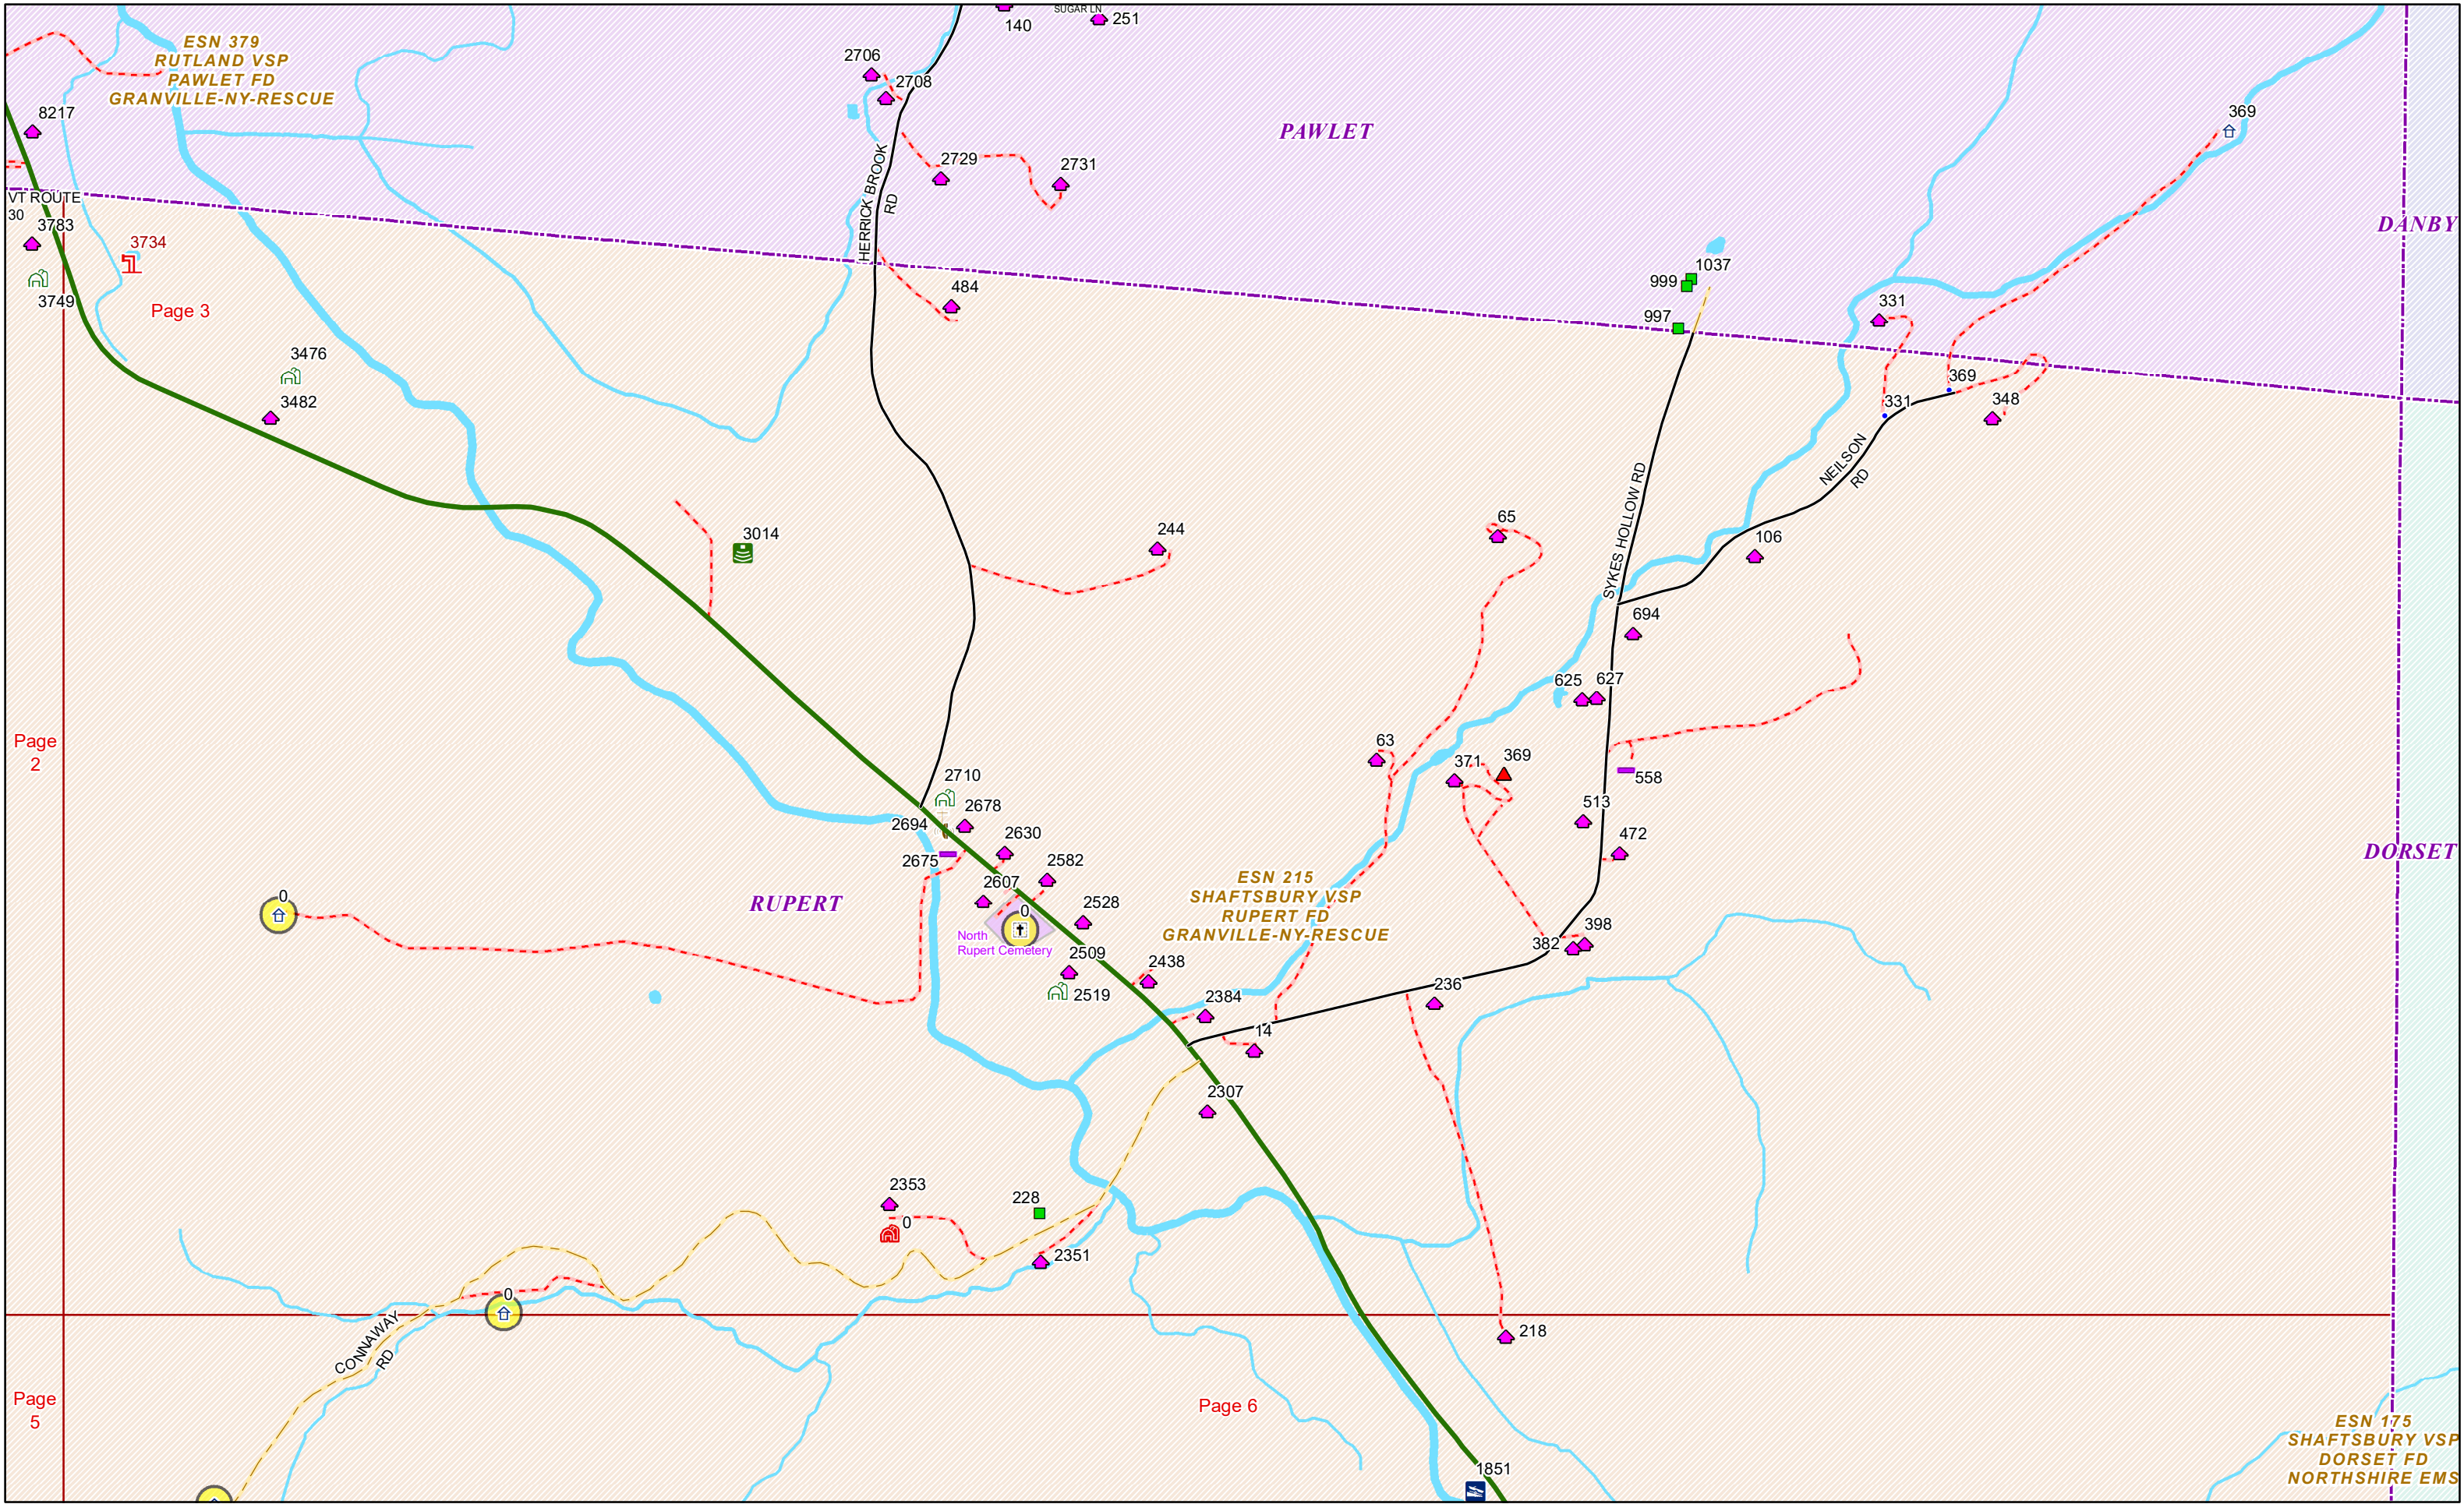 SUGAR LN
140
251
ESN 379
RUTLAND VSP
PAWLET FD
GRANVILLE-NY-RESCUE
2706
2708
8217
369
PAWLET
2729
2731
HERRICK BROOK
RD
VT ROUTE
30
3783
3734
3749
Page 3
DANBY
484
1037
999
997
331
369
331
348
3476
3482
NEILSON
RD
SYKES HOLLOW RD
3014
244
65
106
694
625
627
Page
2
63
371
369
558
2710
2678
2694
2630
2675
2582
2607
513
472
DORSET
0
RUPERT
0
North
Rupert Cemetery
2528
ESN 215
SHAFTSBURY VSP
RUPERT FD
GRANVILLE-NY-RESCUE
2509
2519
2438
382
398
236
2384
14
2307
2353
0
228
2351
0
CONNAWAY
RD
218
Page
5
Page 6
1851
ESN 175
SHAFTSBURY VSP
DORSET FD
NORTHSHIRE EMS